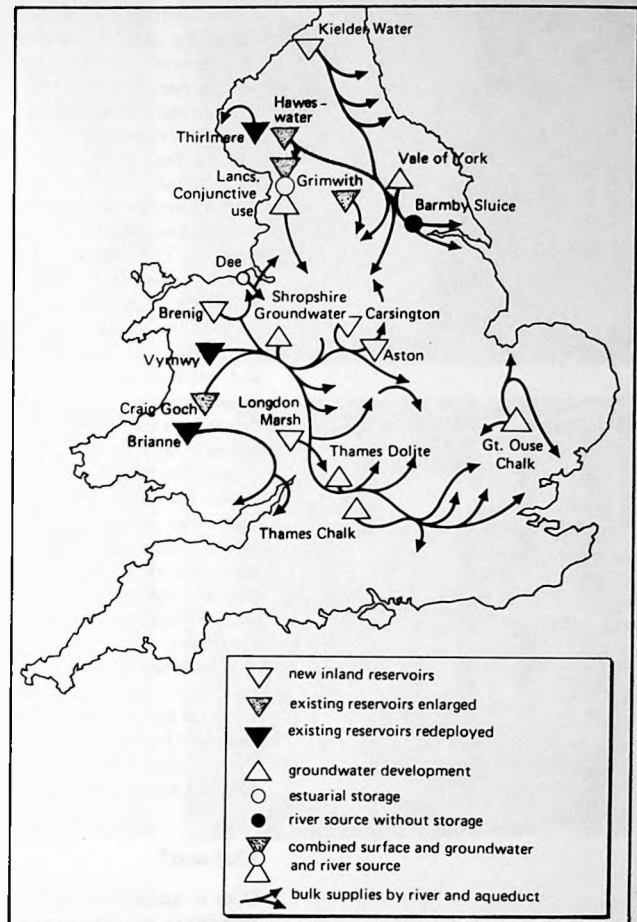 Kielder Water
Hawes-
water
Thirlmere
Vale of York
Lancs.
Conjunctive
use
Grimwith
Barmby Sluice
Dee
Shropshire
Groundwater
Carsington
Brenig
Aston
Vyrnwy
Craig Goch
Longdon
Marsh
Brianne
Thames Dolite
Gt. Ouse
Chalk
Thames Chalk
new inland reservoirs
existing reservoirs enlarged
existing reservoirs redeployed
groundwater development
estuarial storage
river source without storage
combined surface and groundwater
and river source
bulk supplies by river and aqueduct